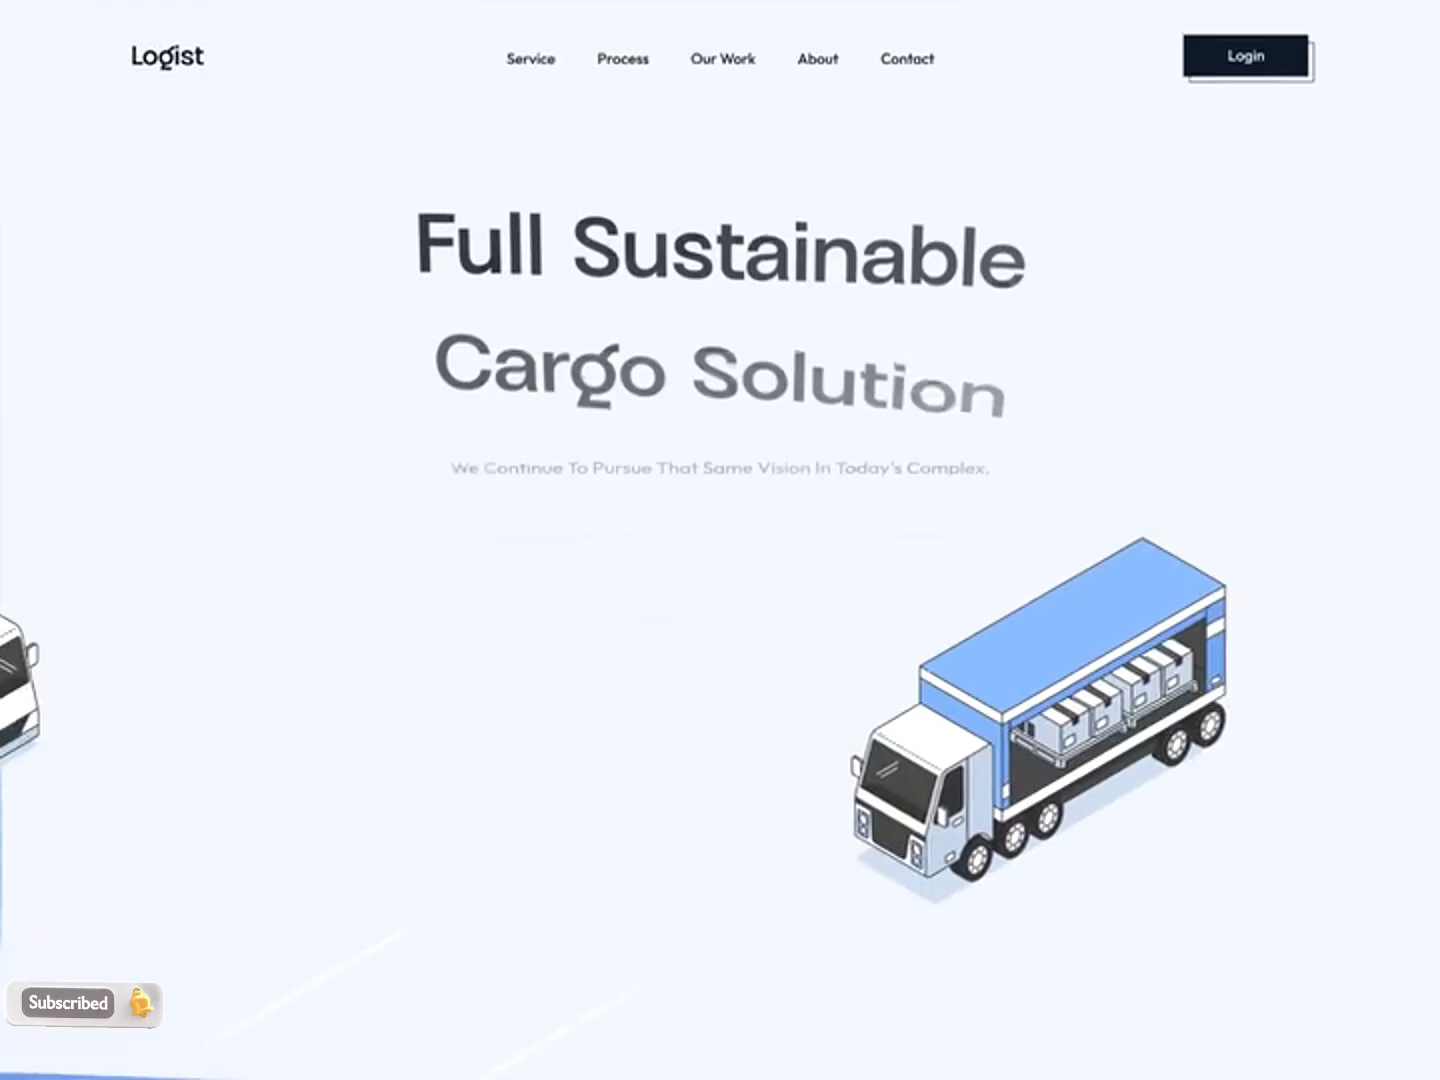 Logist
Service
Process
Our Work
About
Contact
Login
Full Sustainable
Cargo Solution
We Continue To Pursue That Same Vision In Today's Complex.
Subscribed